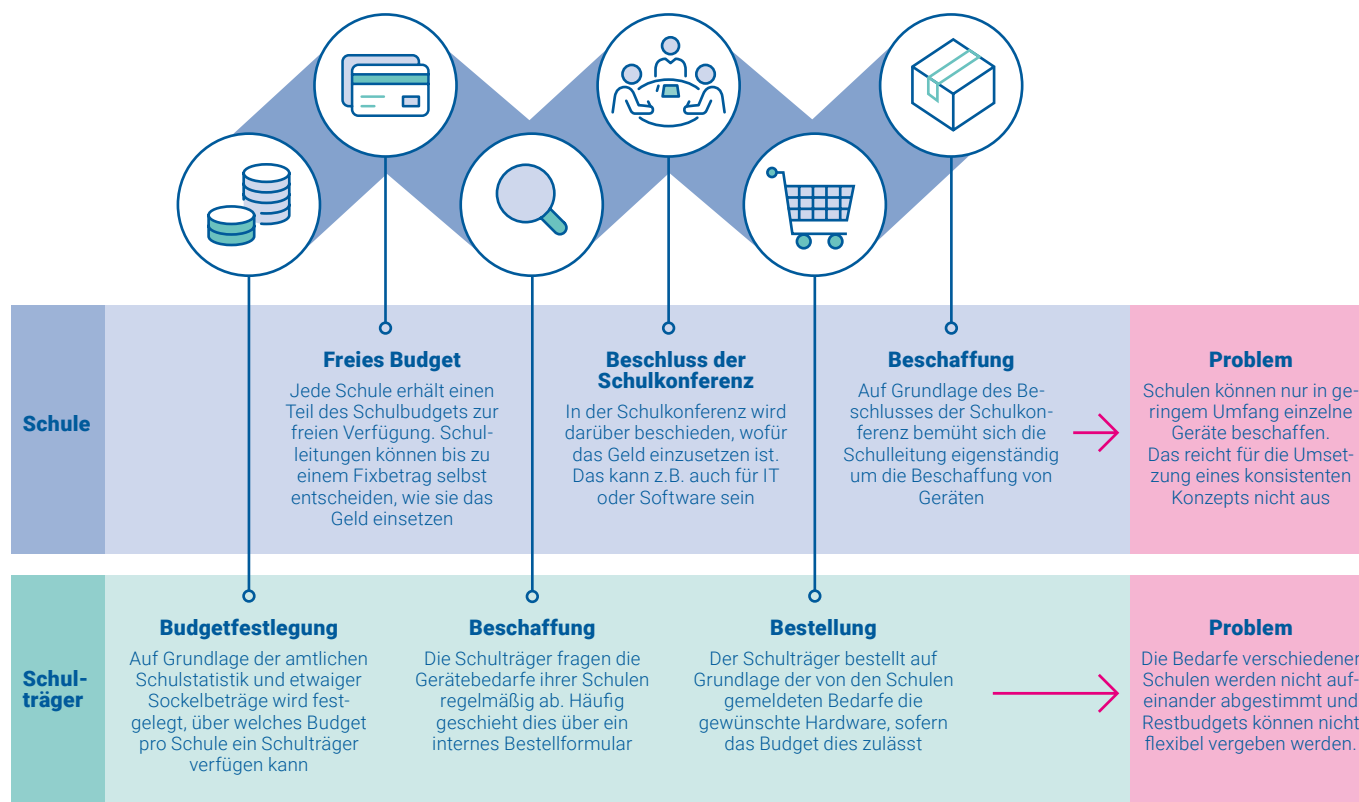 Schule
Freies Budget
Jede Schule erhält einen
Teil des Schulbudgets zur
freien Verfügung. Schul-
leitungen können bis zu
einem Fixbetrag selbst
entscheiden, wie sie das
Geld einsetzen
Beschluss der
Schulkonferenz
In der Schulkonferenz wird
darüber beschieden, wofür
das Geld einzusetzen ist.
Das kann z.B. auch für IT
oder Software sein
Beschaffung
Auf Grundlage des Be-
schlusses der Schulkon-
ferenz bemüht sich die
Schulleitung eigenständig
um die Beschaffung von
Geräten
Problem
Schulen können nur in ge-
ringem Umfang einzelne
Geräte beschaffen.
Das reicht für die Umset-
zung eines konsistenten
Konzepts nicht aus
Schul-
träger
Budgetfestlegung
Auf Grundlage der amtlichen
Schulstatistik und etwaiger
Sockelbeträge wird fest-
gelegt, über welches Budget
pro Schule ein Schulträger
verfügen kann
Beschaffung
Die Schulträger fragen die
Gerätebedarfe ihrer Schulen
regelmäßig ab. Häufig
geschieht dies über ein
internes Bestellformular
Bestellung
Der Schulträger bestellt auf
Grundlage der von den Schulen
gemeldeten Bedarfe die
gewünschte Hardware, sofern
das Budget dies zulässt
Problem
Die Bedarfe verschiedener
Schulen werden nicht auf-
einander abgestimmt und
Restbudgets können nicht
flexibel vergeben werden.